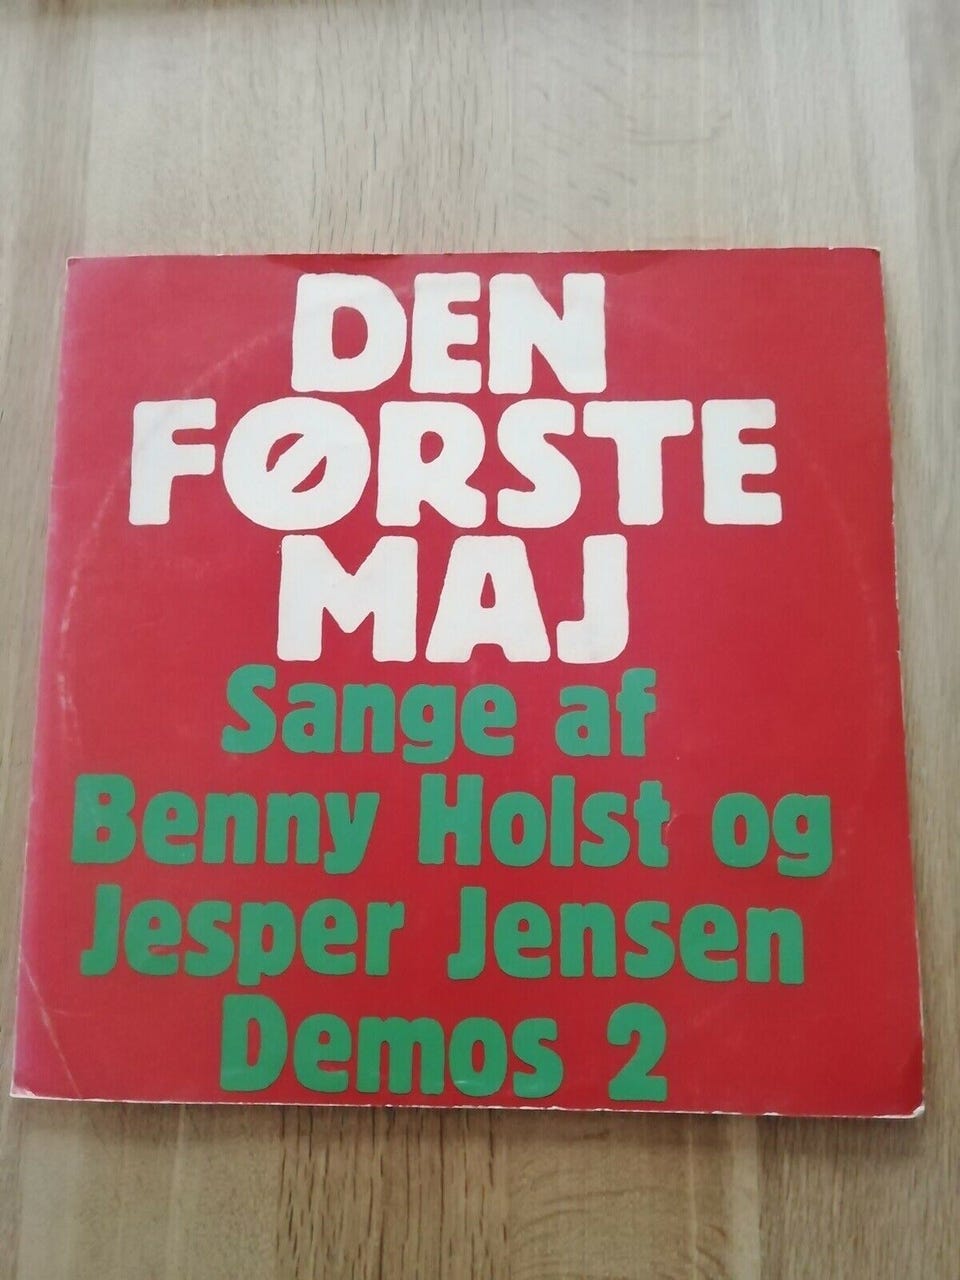 DEN
FØRSTE
MAJ
Sange af
Benny Holst og
Jesper Jensen
Demos 2